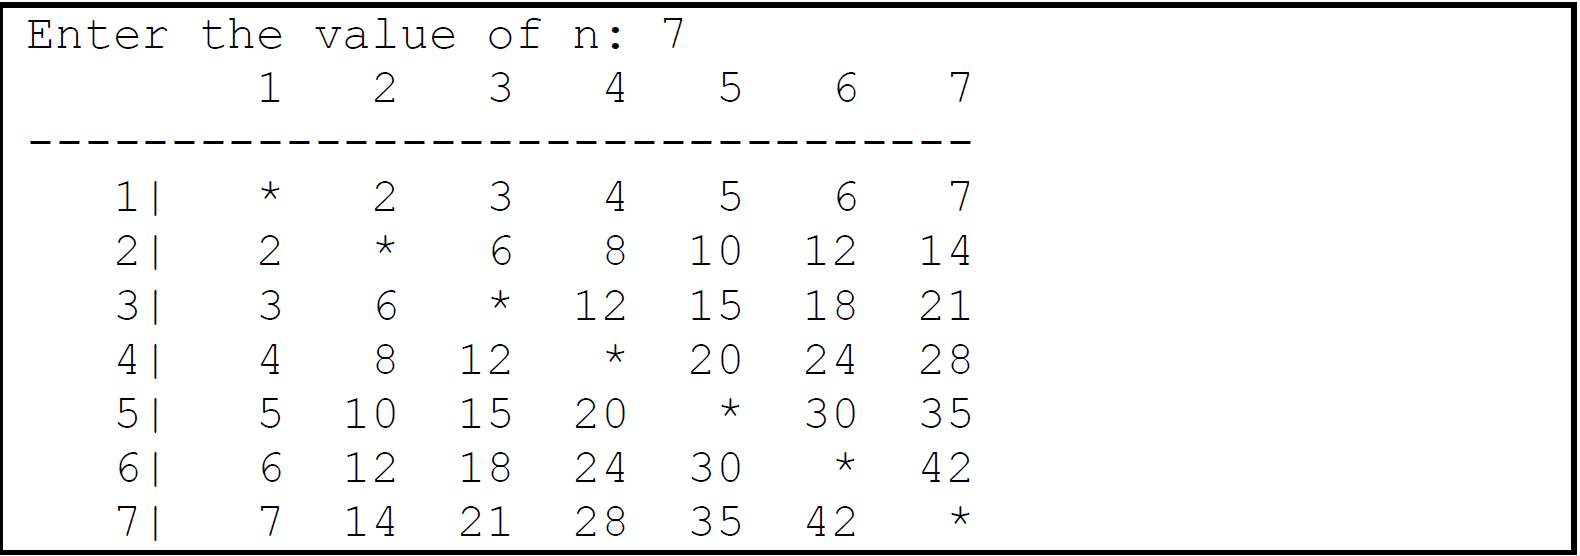 Enter the value of n: 7
        1   2   3   4   5   6   7
---------------------------------
   1|   *   2   3   4   5   6   7
   2|   2   *   6   8  10  12  14
   3|   3   6   *  12  15  18  21
   4|   4   8  12   *  20  24  28
   5|   5  10  15  20   *  30  35
   6|   6  12  18  24  30   *  42
   7|   7  14  21  28  35  42   *